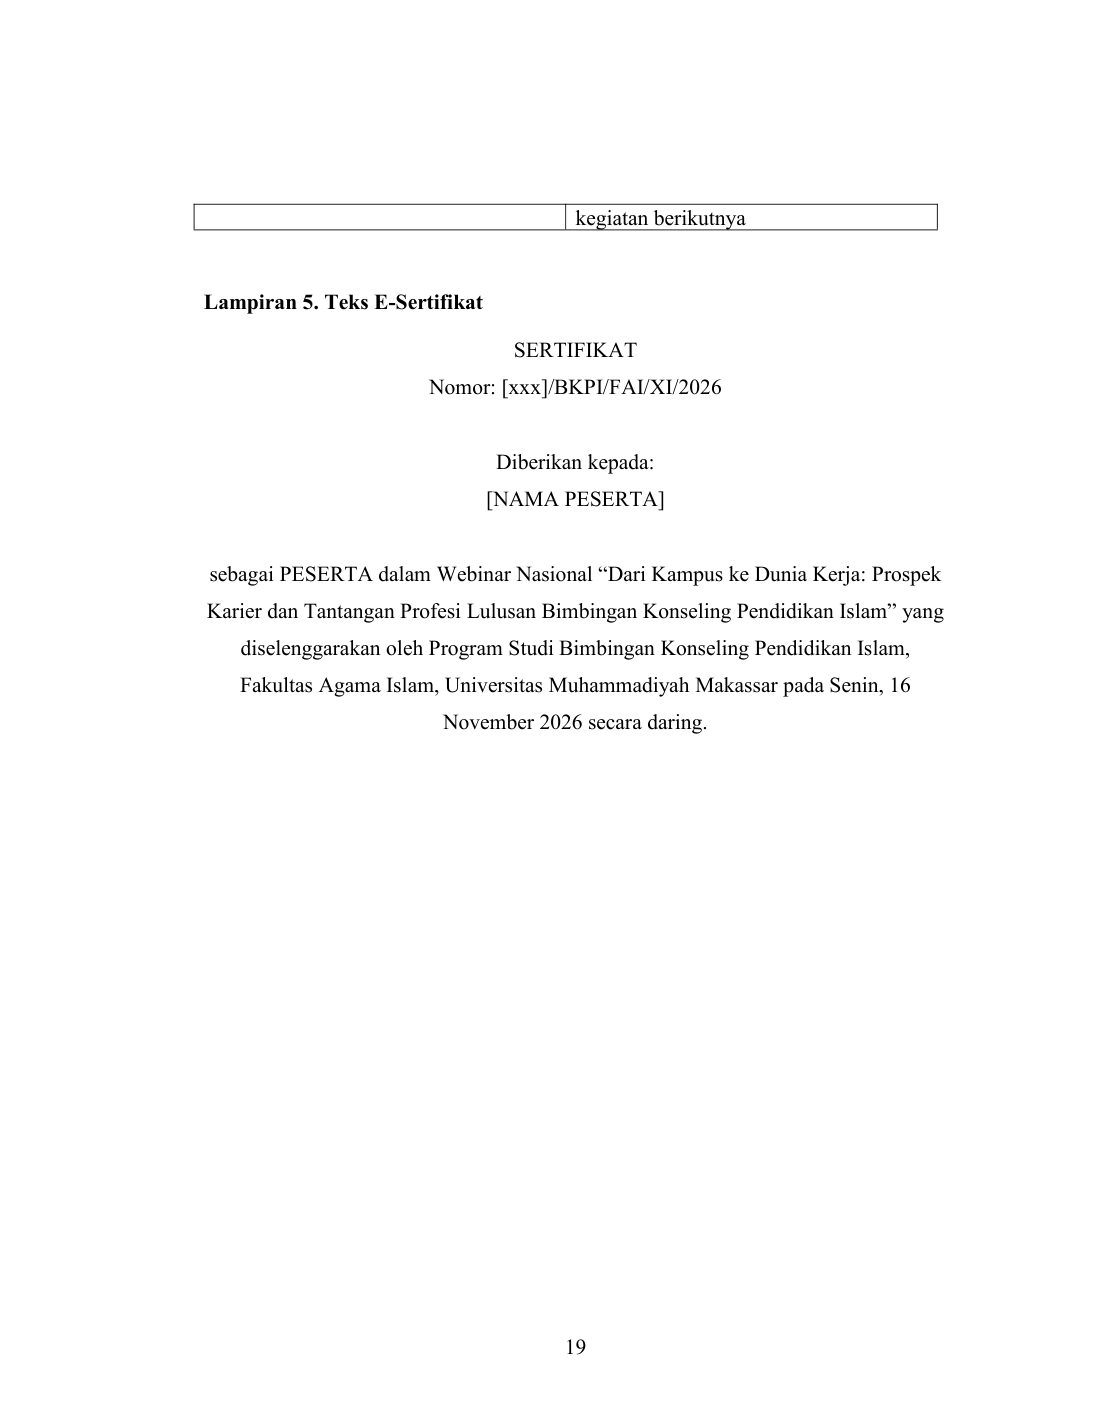 kegiatan berikutnya
Lampiran 5. Teks E-Sertifikat
SERTIFIKAT
Nomor: [xxx]/BKPI/FAI/XI/2026
Diberikan kepada:
[NAMA PESERTA]
sebagai PESERTA dalam Webinar Nasional “Dari Kampus ke Dunia Kerja: Prospek
Karier dan Tantangan Profesi Lulusan Bimbingan Konseling Pendidikan Islam” yang
diselenggarakan oleh Program Studi Bimbingan Konseling Pendidikan Islam,
Fakultas Agama Islam, Universitas Muhammadiyah Makassar pada Senin, 16
November 2026 secara daring.
19